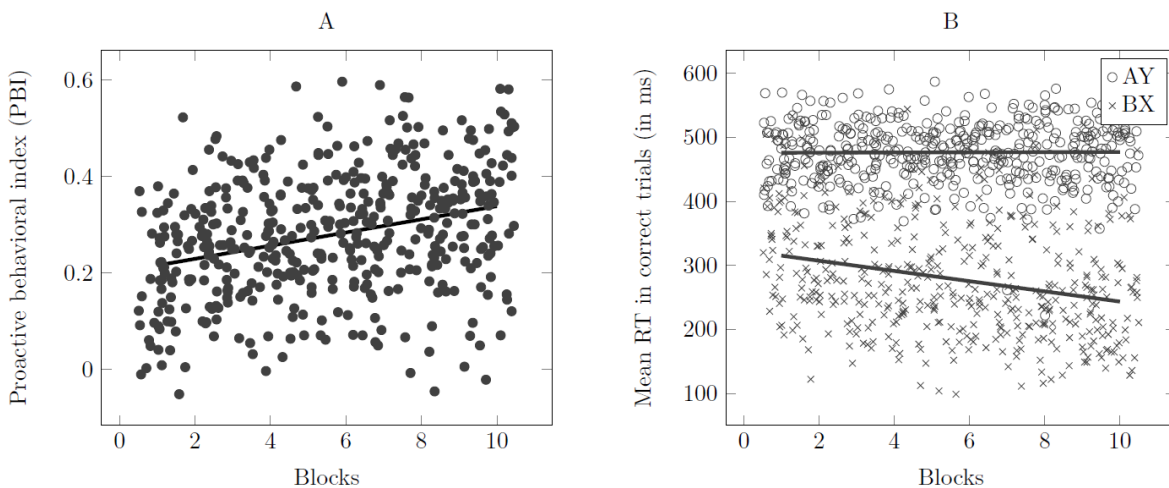 A
Proactive behavioral index (PBI)
0.6
0.4
0.2
0
0 2 4 6 8 10
Blocks
B
Mean RT in correct trials (in ms)
600
500
400
300
200
100
0 2 4 6 8 10
Blocks
AY
BX